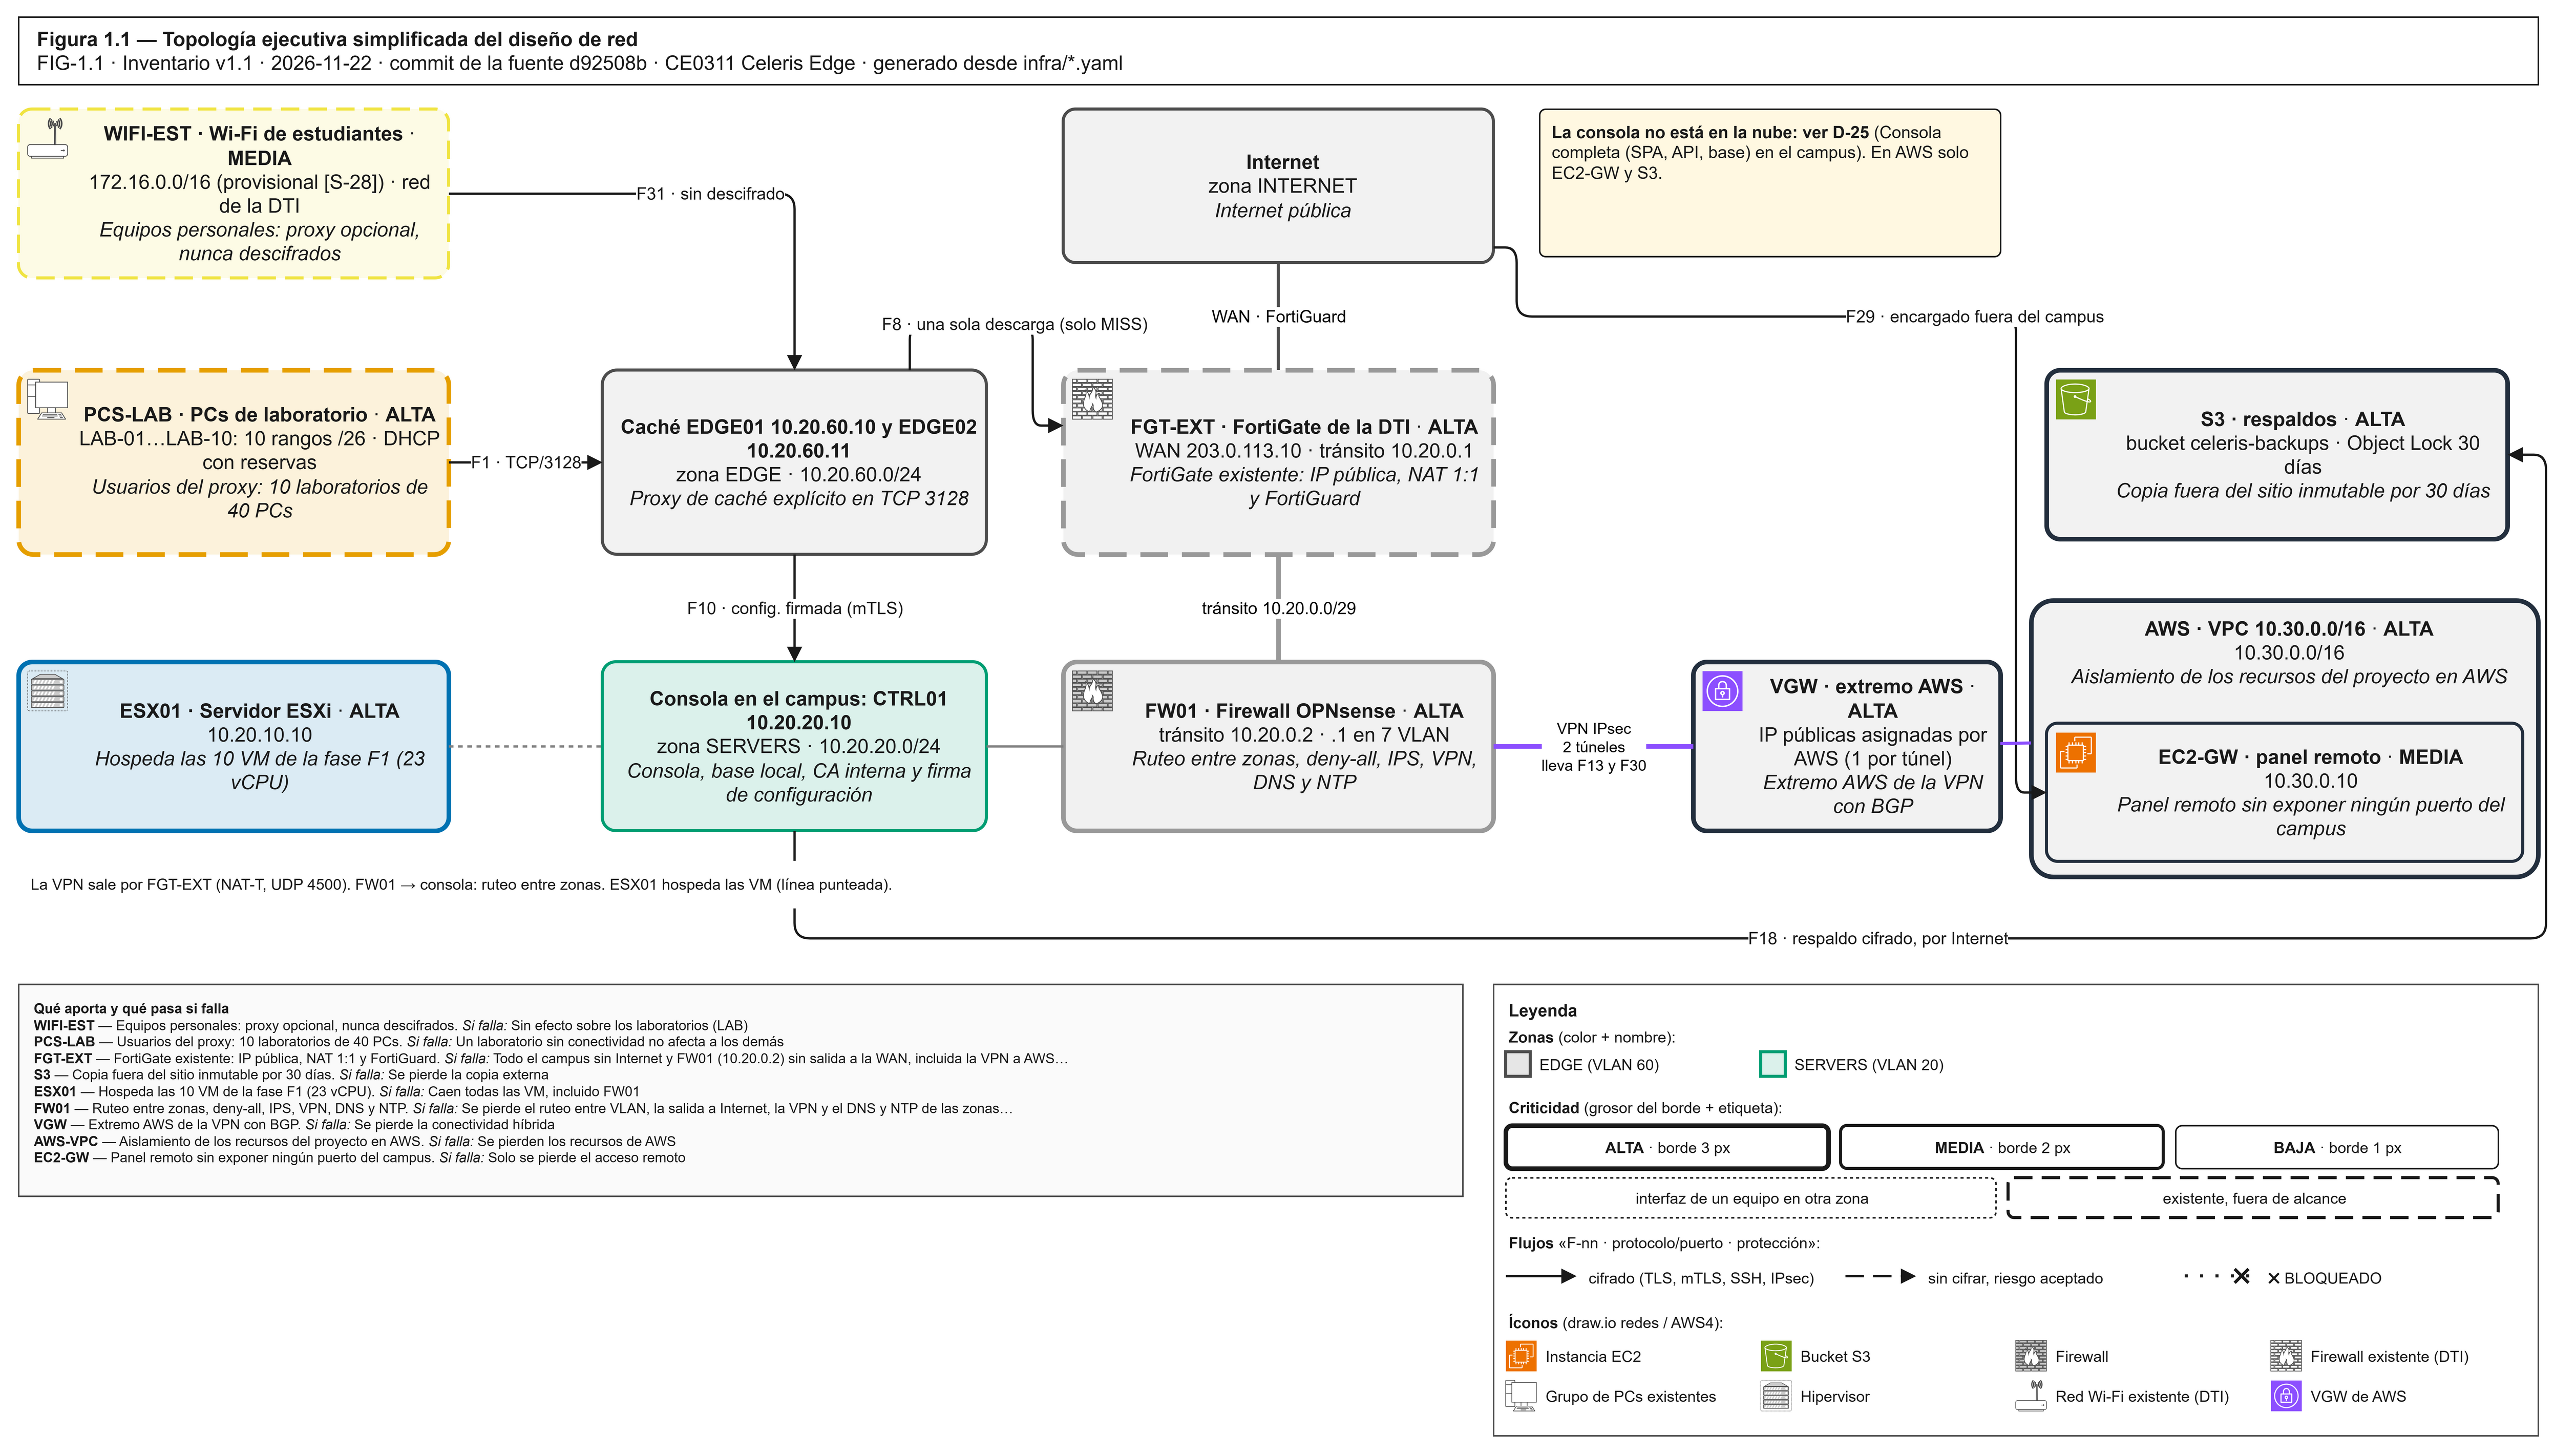 Figura 1.1 — Topología ejecutiva simplificada del diseño de red
FIG-1.1 · Inventario v1.1 · 2026-11-22 · commit de la fuente d92508b · CE0311 Celeris Edge · generado desde infra/*.yaml
WIFI-EST · Wi-Fi de estudiantes ·
MEDIA
172.16.0.0/16 (provisional [S-28]) · red
de la DTI
Equipos personales: proxy opcional,
nunca descifrados
F31 · sin descifrado
Internet
zona INTERNET
Internet pública
La consola no está en la nube: ver D-25 (Consola
completa (SPA, API, base) en el campus). En AWS solo
EC2-GW y S3.
F8 · una sola descarga (solo MISS)
WAN · FortiGuard
F29 · encargado fuera del campus
PCS-LAB · PCs de laboratorio · ALTA
LAB-01…LAB-10: 10 rangos /26 · DHCP
con reservas
Usuarios del proxy: 10 laboratorios de
40 PCs
F1 · TCP/3128
Caché EDGE01 10.20.60.10 y EDGE02
10.20.60.11
zona EDGE · 10.20.60.0/24
Proxy de caché explícito en TCP 3128
FGT-EXT · FortiGate de la DTI · ALTA
WAN 203.0.113.10 · tránsito 10.20.0.1
FortiGate existente: IP pública, NAT 1:1
y FortiGuard
S3 · respaldos · ALTA
bucket celeris-backups · Object Lock 30
días
Copia fuera del sitio inmutable por 30 días
F10 · config. firmada (mTLS)
tránsito 10.20.0.0/29
ESX01 · Servidor ESXi · ALTA
10.20.10.10
Hospeda las 10 VM de la fase F1 (23
vCPU)
Consola en el campus: CTRL01
10.20.20.10
zona SERVERS · 10.20.20.0/24
Consola, base local, CA interna y firma
de configuración
FW01 · Firewall OPNsense · ALTA
tránsito 10.20.0.2 · .1 en 7 VLAN
Ruteo entre zonas, deny-all, IPS, VPN,
DNS y NTP
VPN IPsec
2 túneles
lleva F13 y F30
VGW · extremo AWS ·
ALTA
IP públicas asignadas por
AWS (1 por túnel)
Extremo AWS de la VPN
con BGP
AWS · VPC 10.30.0.0/16 · ALTA
10.30.0.0/16
Aislamiento de los recursos del proyecto en AWS
EC2-GW · panel remoto · MEDIA
10.30.0.10
Panel remoto sin exponer ningún puerto del
campus
La VPN sale por FGT-EXT (NAT-T, UDP 4500). FW01 → consola: ruteo entre zonas. ESX01 hospeda las VM (línea punteada).
F18 · respaldo cifrado, por Internet
Qué aporta y qué pasa si falla
WIFI-EST — Equipos personales: proxy opcional, nunca descifrados. Si falla: Sin efecto sobre los laboratorios (LAB)
PCS-LAB — Usuarios del proxy: 10 laboratorios de 40 PCs. Si falla: Un laboratorio sin conectividad no afecta a los demás
FGT-EXT — FortiGate existente: IP pública, NAT 1:1 y FortiGuard. Si falla: Todo el campus sin Internet y FW01 (10.20.0.2) sin salida a la WAN, incluida la VPN a AWS…
S3 — Copia fuera del sitio inmutable por 30 días. Si falla: Se pierde la copia externa
ESX01 — Hospeda las 10 VM de la fase F1 (23 vCPU). Si falla: Caen todas las VM, incluido FW01
FW01 — Ruteo entre zonas, deny-all, IPS, VPN, DNS y NTP. Si falla: Se pierde el ruteo entre VLAN, la salida a Internet, la VPN y el DNS y NTP de las zonas…
VGW — Extremo AWS de la VPN con BGP. Si falla: Se pierde la conectividad híbrida
AWS-VPC — Aislamiento de los recursos del proyecto en AWS. Si falla: Se pierden los recursos de AWS
EC2-GW — Panel remoto sin exponer ningún puerto del campus. Si falla: Solo se pierde el acceso remoto
Leyenda
Zonas (color + nombre):
EDGE (VLAN 60)
SERVERS (VLAN 20)
Criticidad (grosor del borde + etiqueta):
ALTA · borde 3 px
MEDIA · borde 2 px
BAJA · borde 1 px
interfaz de un equipo en otra zona
existente, fuera de alcance
Flujos «F-nn · protocolo/puerto · protección»:
cifrado (TLS, mTLS, SSH, IPsec)
sin cifrar, riesgo aceptado
✕ BLOQUEADO
Íconos (draw.io redes / AWS4):
Instancia EC2
Bucket S3
Firewall
Firewall existente (DTI)
Grupo de PCs existentes
Hipervisor
Red Wi-Fi existente (DTI)
VGW de AWS